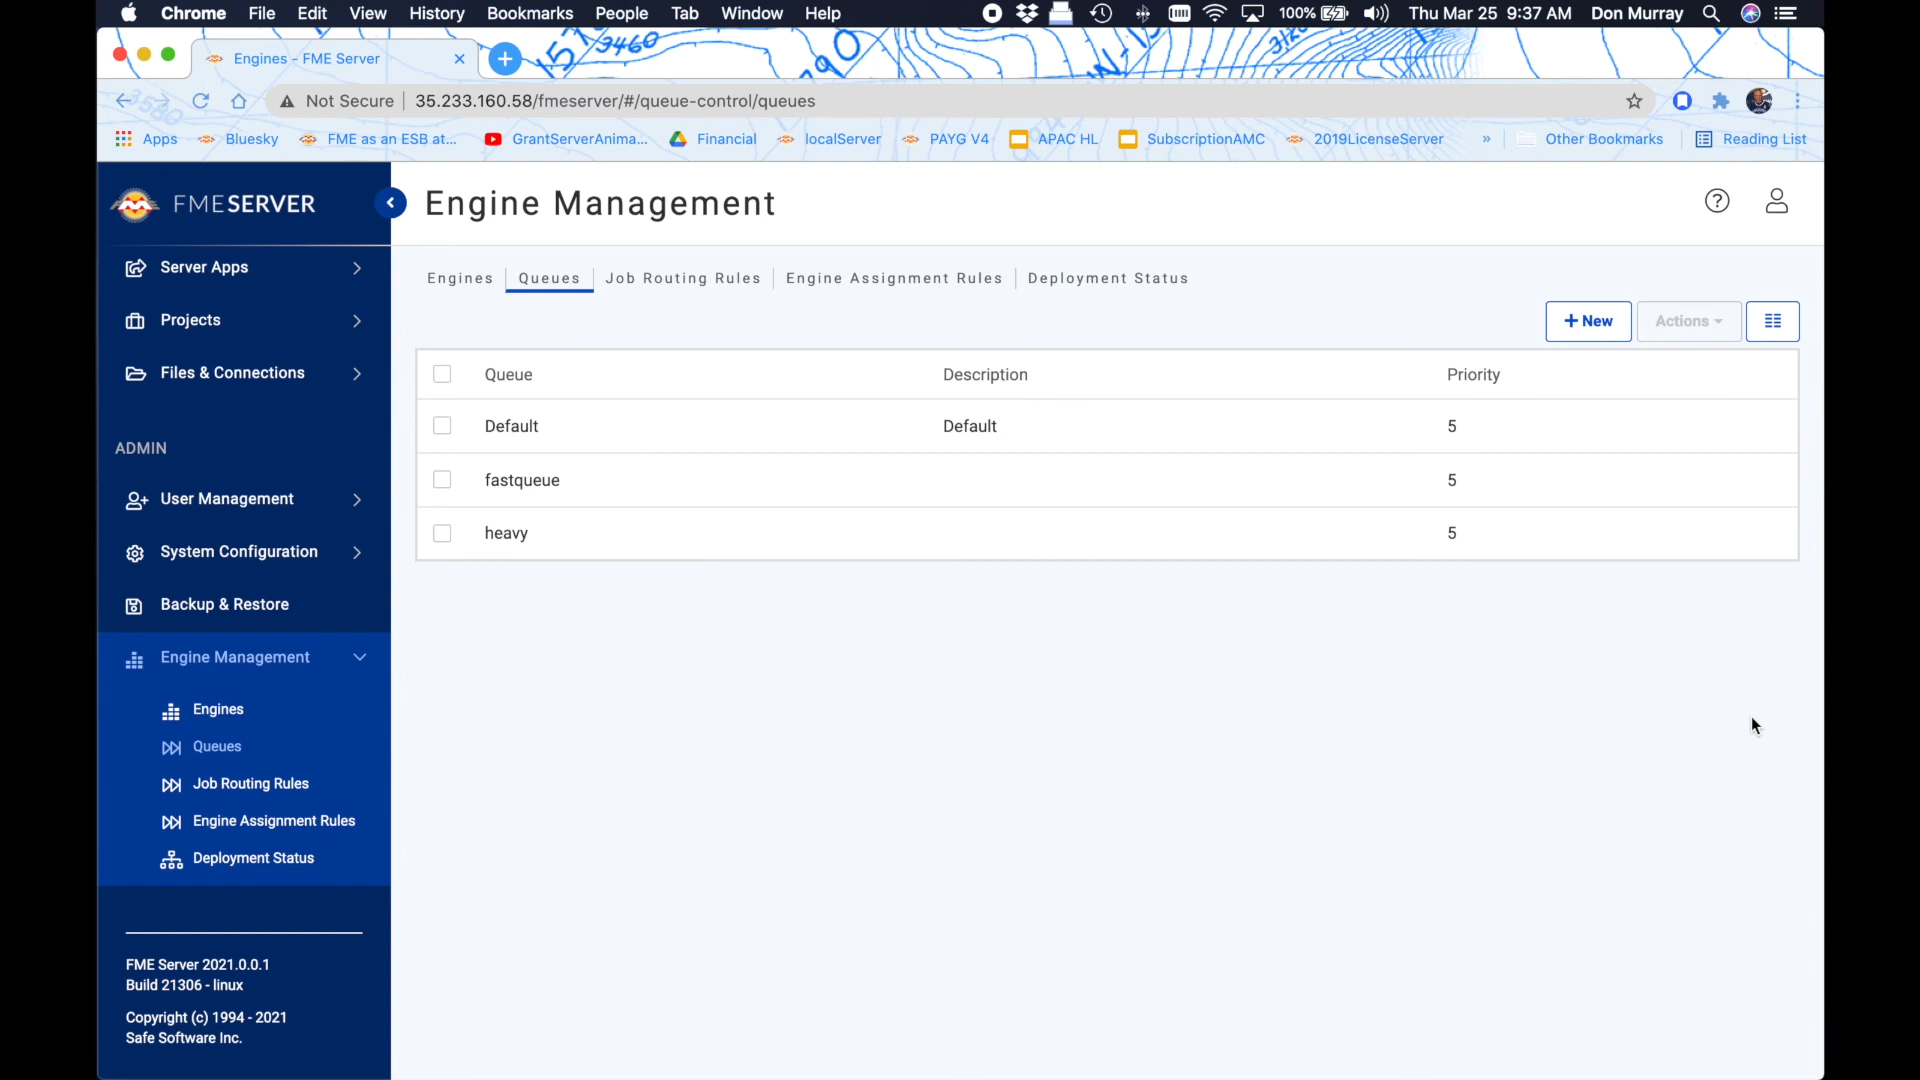 Chrome File Edit View History Bookmarks People Tab Window Help 100% Thu Mar 25 9:37 AM Don Murray
Engines - FME Server
3460
Not Secure 35.233.160.58/fmeserver/#/queue-control/queues
Apps Bluesky FME as an ESB at... GrantServerAnima... Financial localServer PAYG V4 APAC HL SubscriptionAMC 2019LicenseServer » Other Bookmarks Reading List
FMESERVER
Engine Management
Server Apps
Projects
Files & Connections
ADMIN
User Management
System Configuration
Backup & Restore
Engine Management
Engines
Queues
Job Routing Rules
Engine Assignment Rules
Deployment Status
FME Server 2021.0.0.1
Build 21306 - linux
Copyright (c) 1994 - 2021
Safe Software Inc.
Engines Queues Job Routing Rules Engine Assignment Rules Deployment Status
+ New Actions
Queue Description Priority
Default Default 5
fastqueue 5
heavy 5